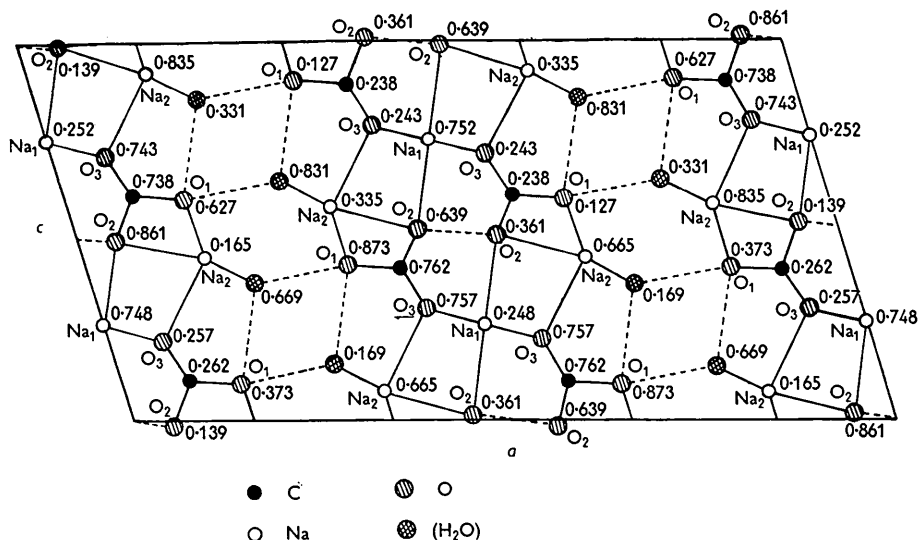 O₂ 0·361 0·639 O₂ 0·861
O₂ 0·139 0·835 O₁ 0·127 O₂ 0·335 0·627
Na₂ 0·331 0·238 Na₂ 0·831 O₁ 0·738
0·252 0·243 0·752 0·743 0·252
Na₁ 0·743 O₃ Na₁ 0·243 O₃ Na₁
O₃ 0·738 O₁ 0·831 O₃ 0·238 O₁ 0·331
0·627 0·335 O₂ 0·127 0·835 O₂ 0·139
c O₂ 0·861 Na₂ 0·639 0·361 Na₂
0·165 O₁ 0·873 O₂ 0·665 0·373
Na₂ 0·669 0·762 Na₂ 0·169 O₁ 0·262
0·748 0·757 0·248 0·257 0·748
Na₁ 0·257 O₃ Na₁ 0·757 O₃ Na₁
O₃ 0·262 O₁ 0·169 O₃ 0·762 O₁ 0·669
0·373 0·665 O₂ 0·873 0·165 O₂
O₂ Na₂ 0·361 0·639 Na₂
0·139 O₂ 0·861
a
C O
Na (H₂O)